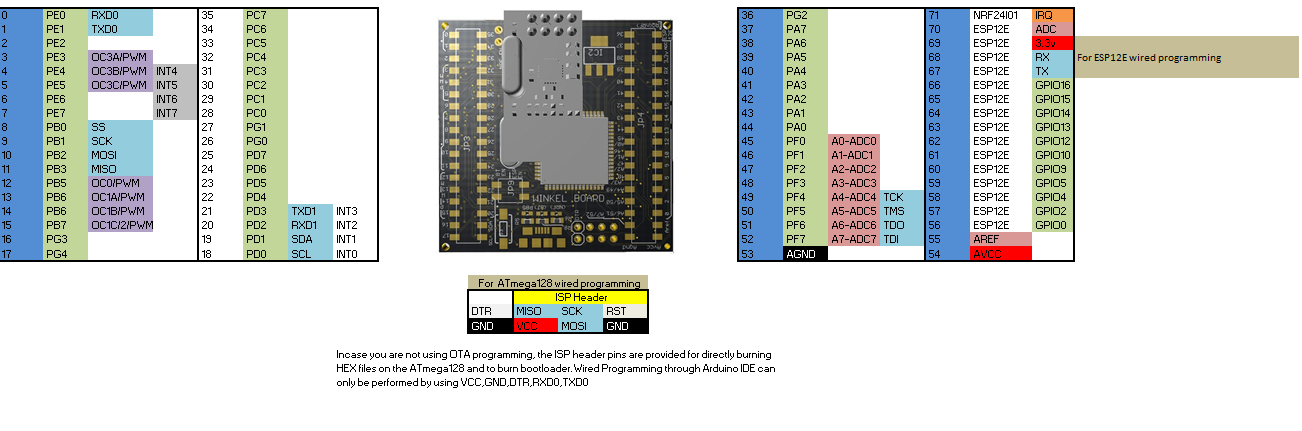 0 PE0 RXD0 35 PC7
1 PE1 TXD0 34 PC6
2 PE2 33 PC5
3 PE3 OC3A/PWM 32 PC4
4 PE4 OC3B/PWM INT4 31 PC3
5 PE5 OC3C/PWM INT5 30 PC2
6 PE6 INT6 29 PC1
7 PE7 INT7 28 PC0
8 PB0 SS 27 PG1
9 PB1 SCK 26 PG0
10 PB2 MOSI 25 PD7
11 PB3 MISO 24 PD6
12 PB5 OC0/PWM 23 PD5
13 PB6 OC1A/PWM 22 PD4
14 PB6 OC1B/PWM 21 PD3 TXD1 INT3
15 PB7 OC1C/2/PWM 20 PD2 RXD1 INT2
16 PG3 19 PD1 SDA INT1
17 PG4 18 PD0 SCL INT0
IC2
JP3
JP4
JP9
WINKEL BOARD
36 PG2 71 NRF24l01 IRQ
37 PA7 70 ESP12E ADC
38 PA6 69 ESP12E 3.3v
39 PA5 68 ESP12E RX For ESP12E wired programming
40 PA4 67 ESP12E TX
41 PA3 66 ESP12E GPIO16
42 PA2 65 ESP12E GPIO15
43 PA1 64 ESP12E GPIO14
44 PA0 63 ESP12E GPIO13
45 PF0 A0-ADC0 62 ESP12E GPIO12
46 PF1 A1-ADC1 61 ESP12E GPIO10
47 PF2 A2-ADC2 60 ESP12E GPIO9
48 PF3 A3-ADC3 59 ESP12E GPIO5
49 PF4 A4-ADC4 TCK 58 ESP12E GPIO4
50 PF5 A5-ADC5 TMS 57 ESP12E GPIO2
51 PF6 A6-ADC6 TDO 56 ESP12E GPIO0
52 PF7 A7-ADC7 TDI 55 AREF
53 AGND 54 AVCC
For ATmega128 wired programming
ISP Header
DTR MISO SCK RST
GND VCC MOSI GND
Incase you are not using OTA programming, the ISP header pins are provided for directly burning
HEX files on the ATmega128 and to burn bootloader. Wired Programming through Arduino IDE can
only be performed by using VCC,GND,DTR,RXD0,TXD0